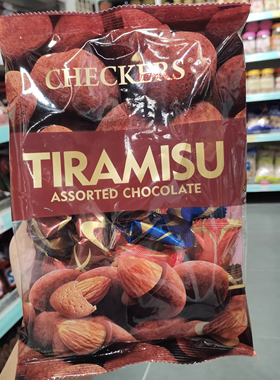 CHECKERS
TIRAMISU
ASSORTED CHOCOLATE